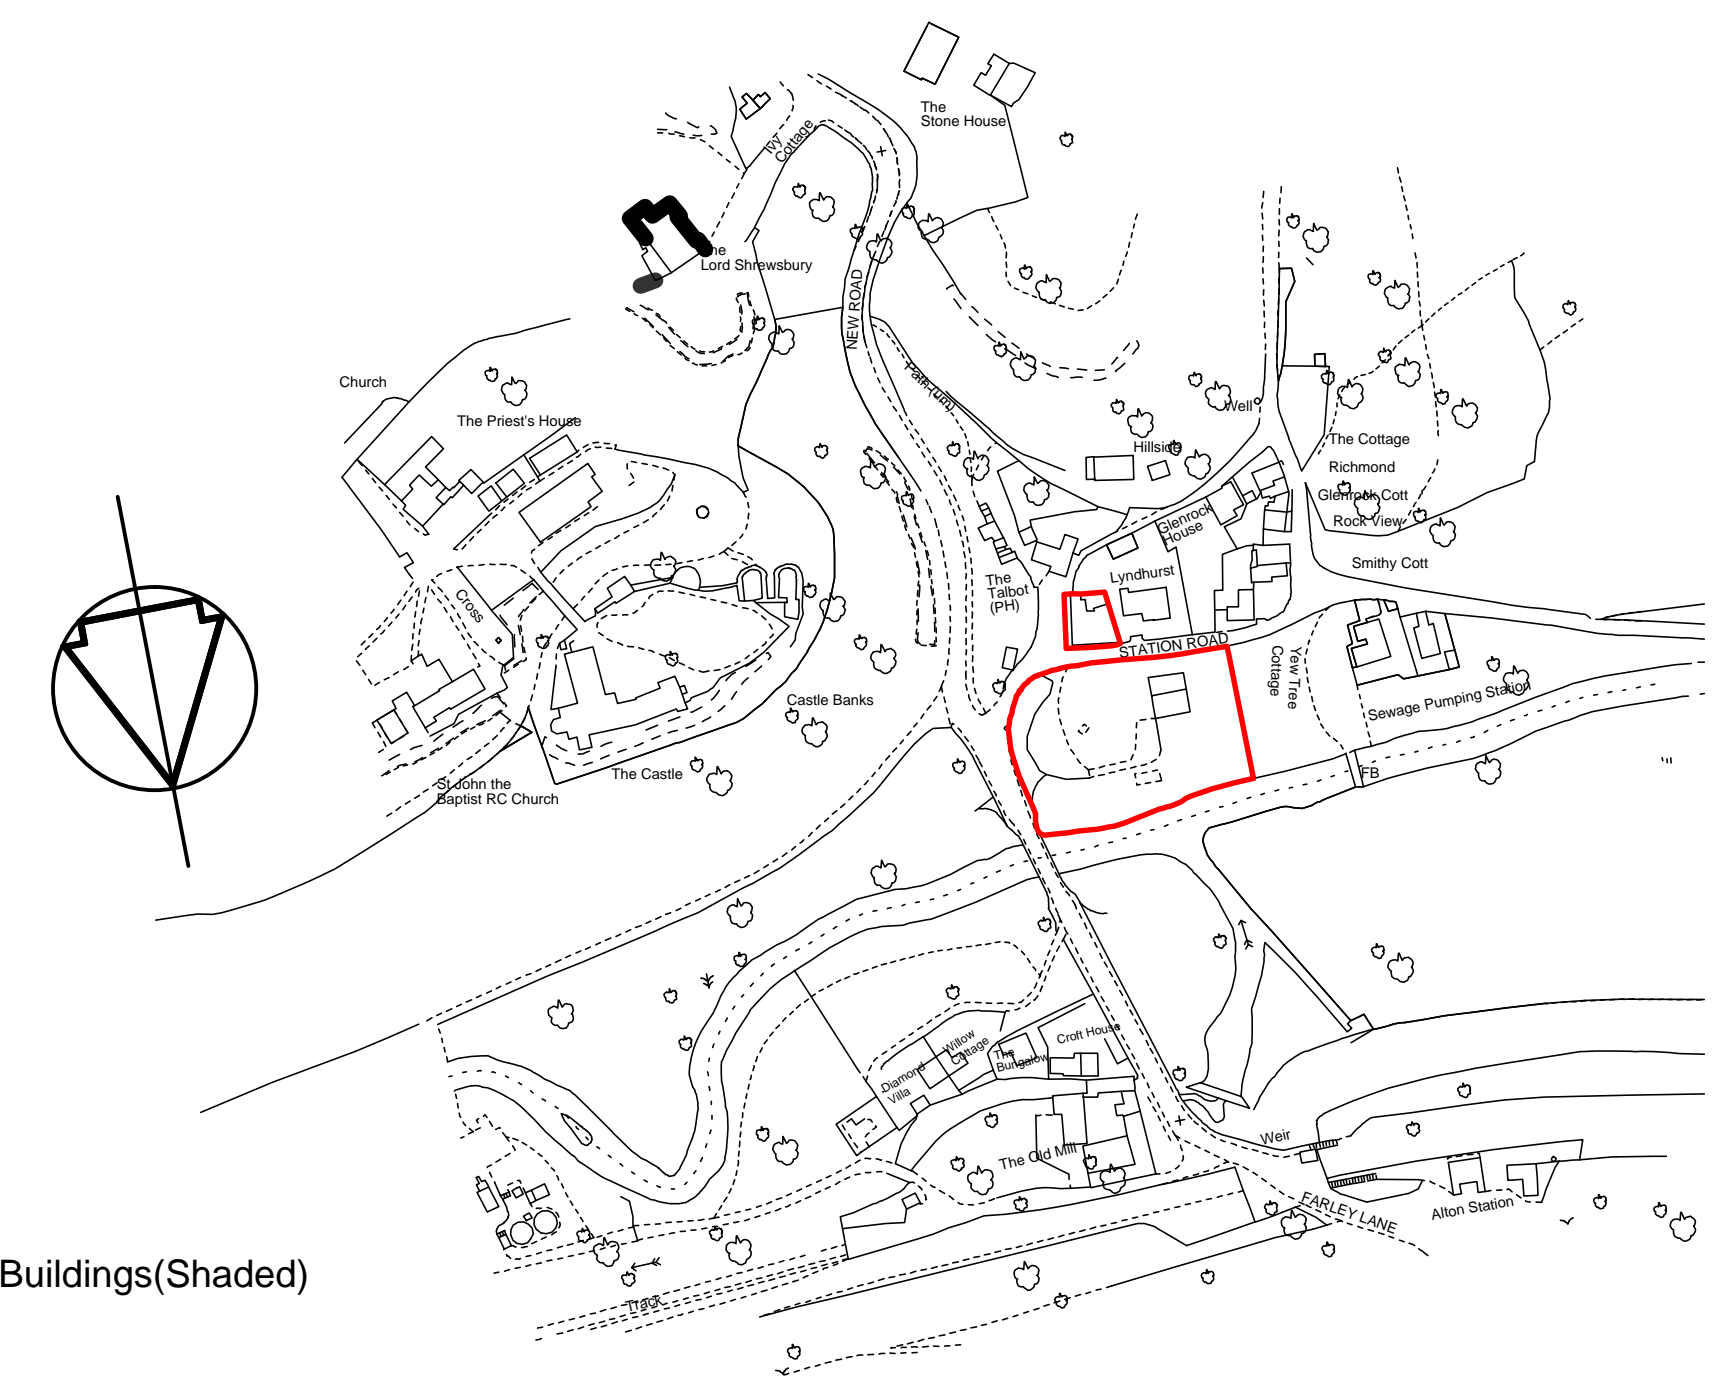 The
Stone House
Ivy
Cottage
Lord Shrewsbury
NEW ROAD
Church
The Priest's House
Path (um)
Well
Hillside
The Cottage
Richmond
Glenrock Cott
Rock View
Smithy Cott
Glenrock
House
Lyndhurst
The
Talbot
(PH)
STATION ROAD
Cross
Yew Tree
Cottage
Sewage Pumping Station
Castle Banks
The Castle
St John the
Baptist RC Church
FB
Willow
Cottage
The
Bungalow
Croft House
Diamond
Villa
The Old Mill
Weir
FARLEY LANE
Alton Station
Track
Buildings(Shaded)